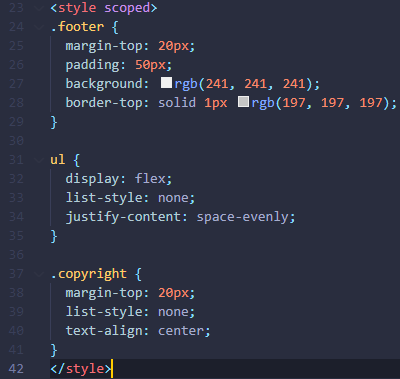 23 <style scoped>
24 .footer {
25   margin-top: 20px;
26   padding: 50px;
27   background: rgb(241, 241, 241);
28   border-top: solid 1px rgb(197, 197, 197);
29 }
30
31 ul {
32   display: flex;
33   list-style: none;
34   justify-content: space-evenly;
35 }
36
37 .copyright {
38   margin-top: 20px;
39   list-style: none;
40   text-align: center;
41 }
42 </style>